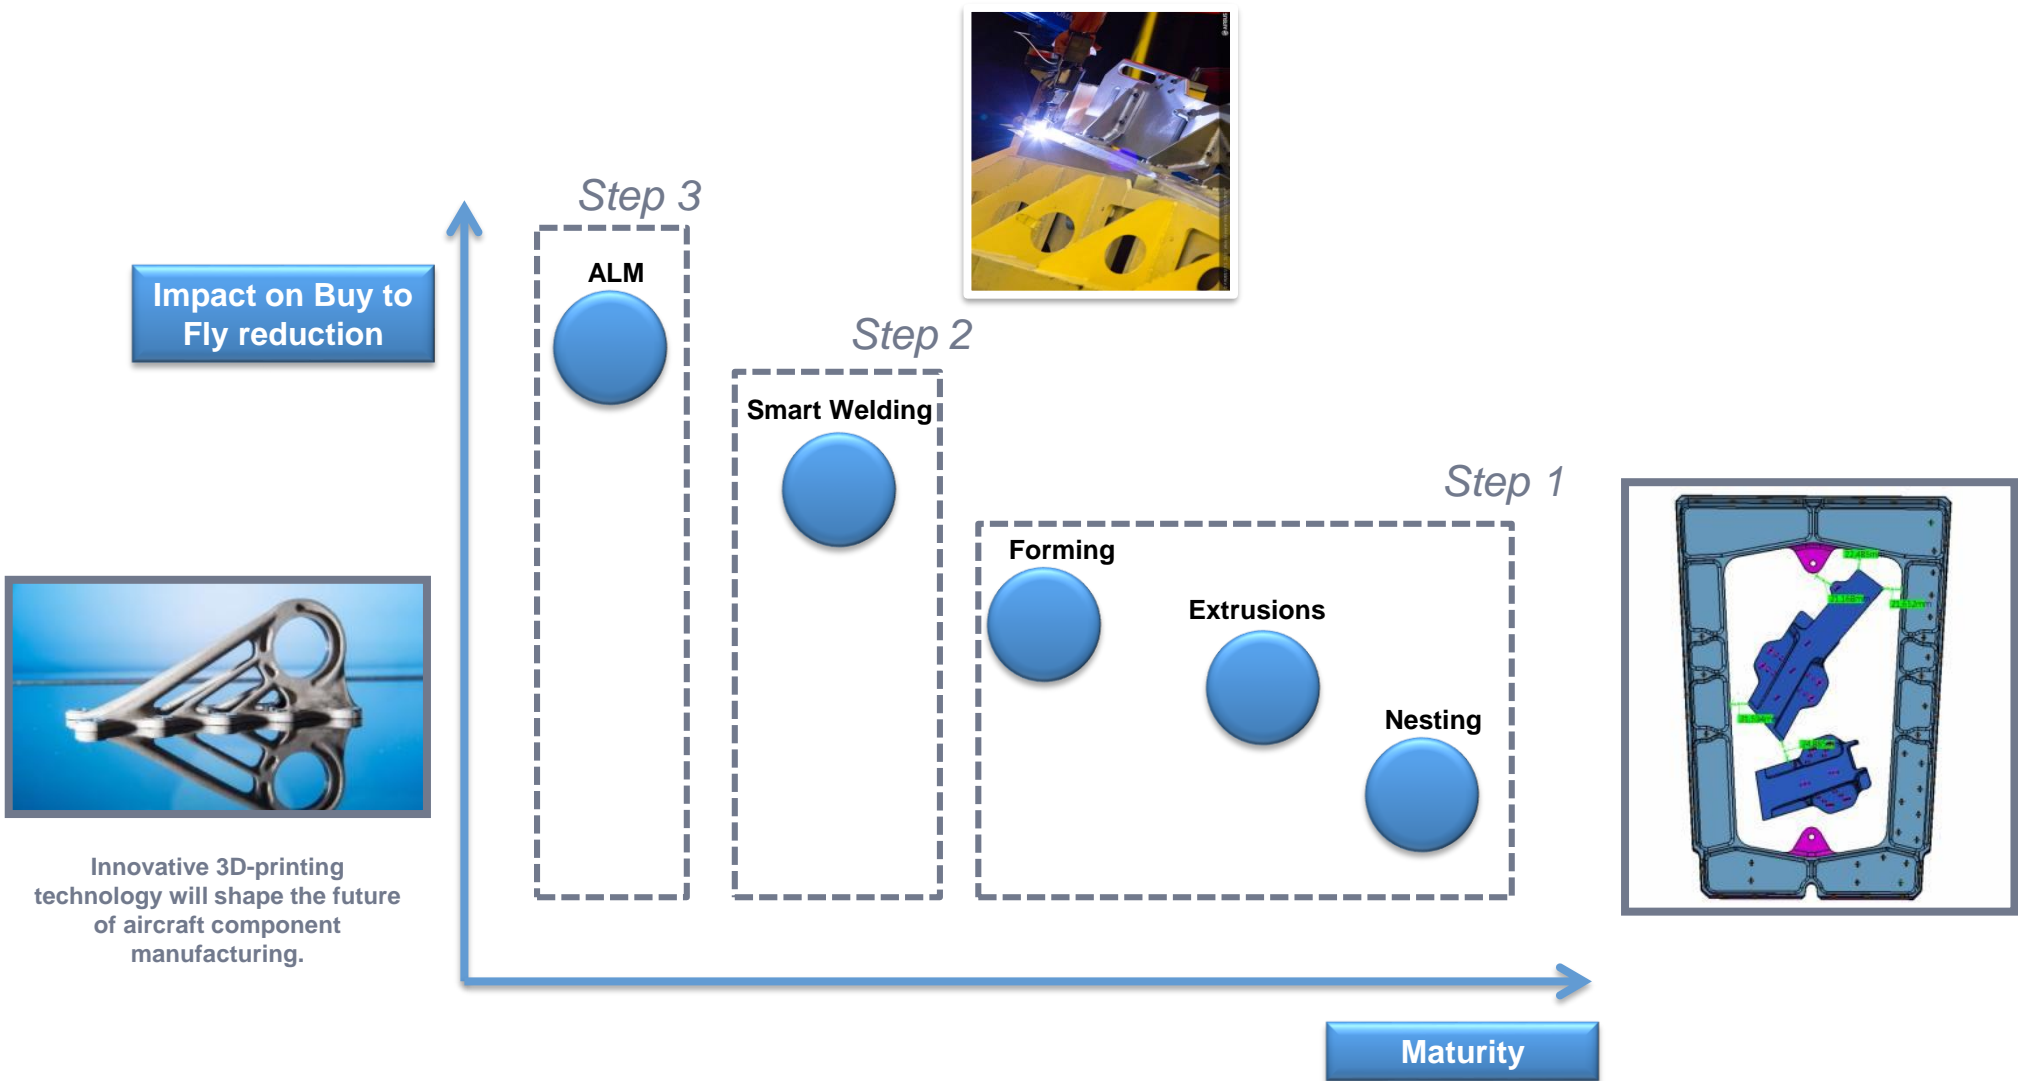 Step 3
ALM
Impact on Buy to
Fly reduction
Step 2
Smart Welding
Step 1
Forming
Extrusions
Nesting
Innovative 3D-printing
technology will shape the future
of aircraft component
manufacturing.
Maturity